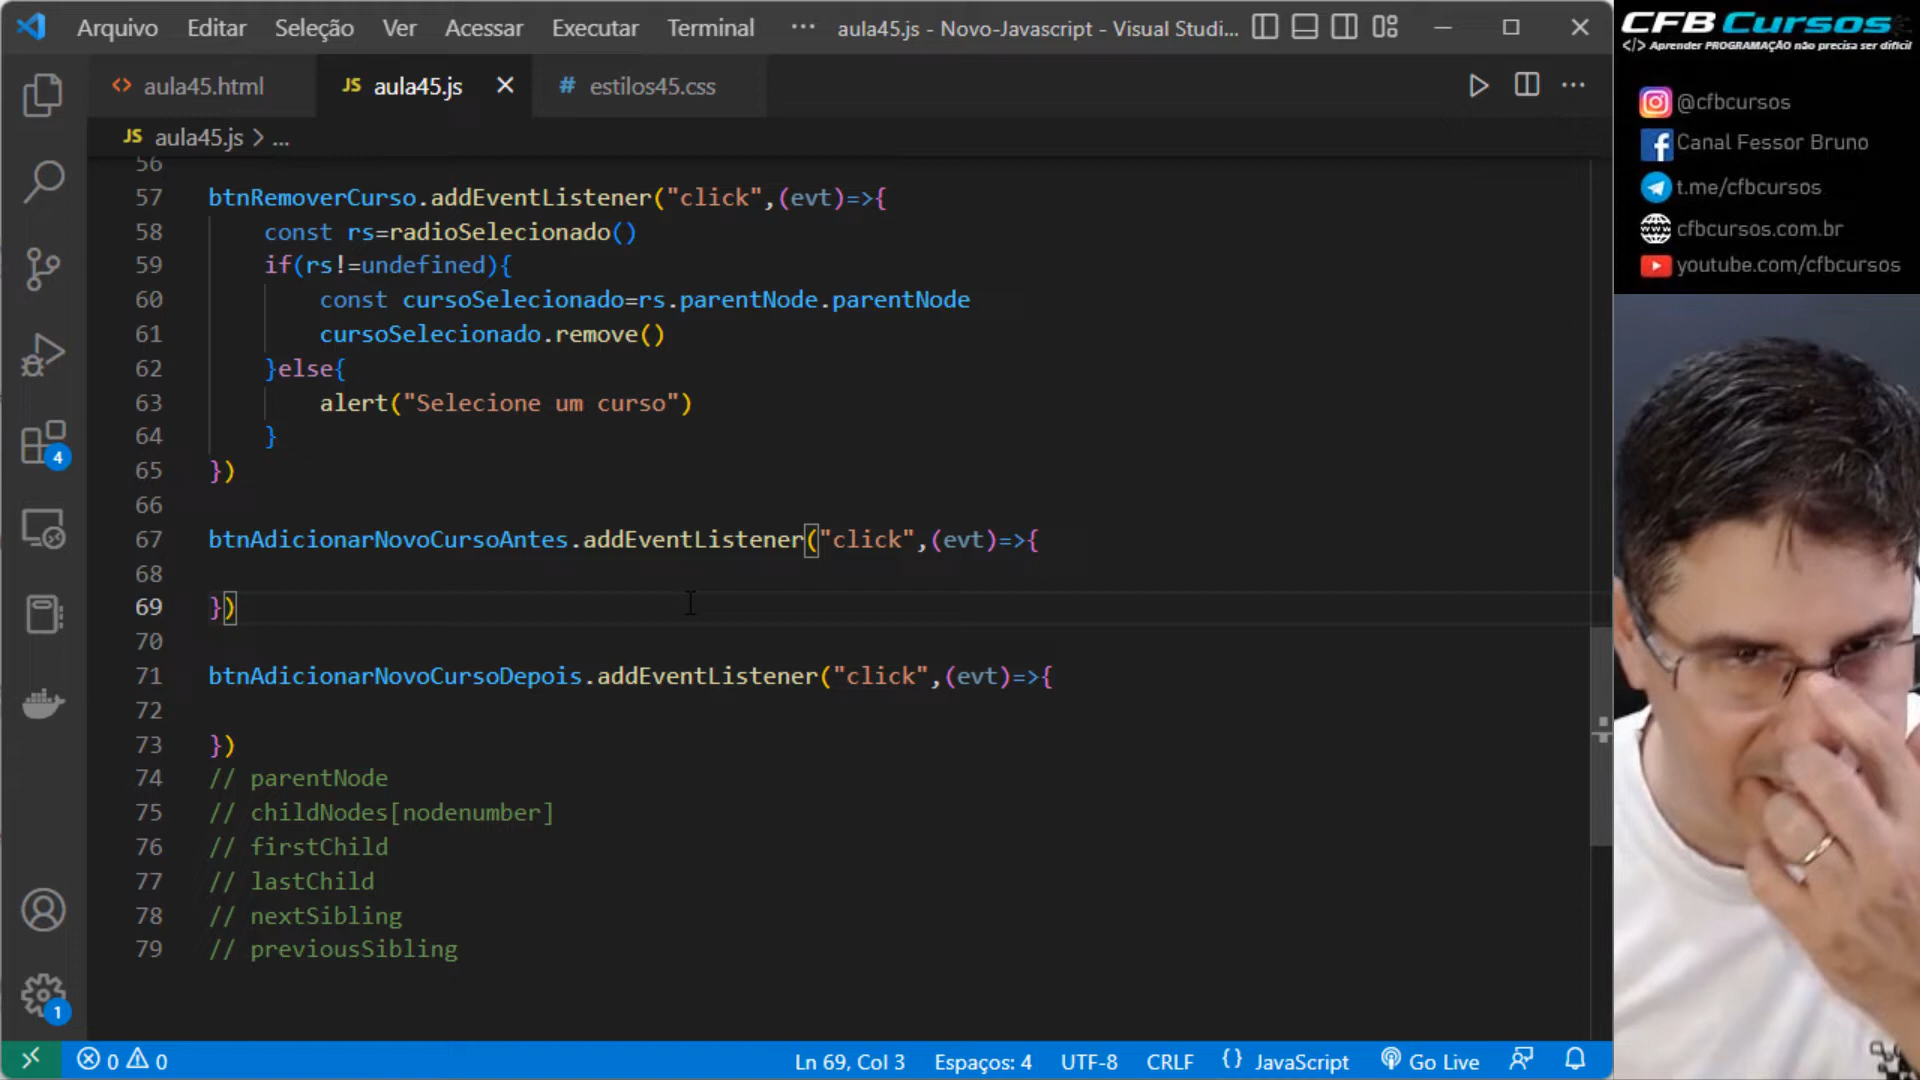 Arquivo Editar Seleção Ver Acessar Executar Terminal ··· aula45.js - Novo-Javascript - Visual Studi...
<> aula45.html JS aula45.js # estilos45.css
JS aula45.js > ...
56
57 btnRemoverCurso.addEventListener("click",(evt)=>{
58 const rs=radioSelecionado()
59 if(rs!=undefined){
60 const cursoSelecionado=rs.parentNode.parentNode
61 cursoSelecionado.remove()
62 }else{
63 alert("Selecione um curso")
64 }
65 })
66
67 btnAdicionarNovoCursoAntes.addEventListener("click",(evt)=>{
68
69 })
70
71 btnAdicionarNovoCursoDepois.addEventListener("click",(evt)=>{
72
73 })
74 // parentNode
75 // childNodes[nodenumber]
76 // firstChild
77 // lastChild
78 // nextSibling
79 // previousSibling
4
1
0 0 Ln 69, Col 3 Espaços: 4 UTF-8 CRLF {} JavaScript Go Live
CFB Cursos
</> Aprender PROGRAMAÇÃO não precisa ser difícil
@cfbcursos
Canal Fessor Bruno
t.me/cfbcursos
cfbcursos.com.br
youtube.com/cfbcursos